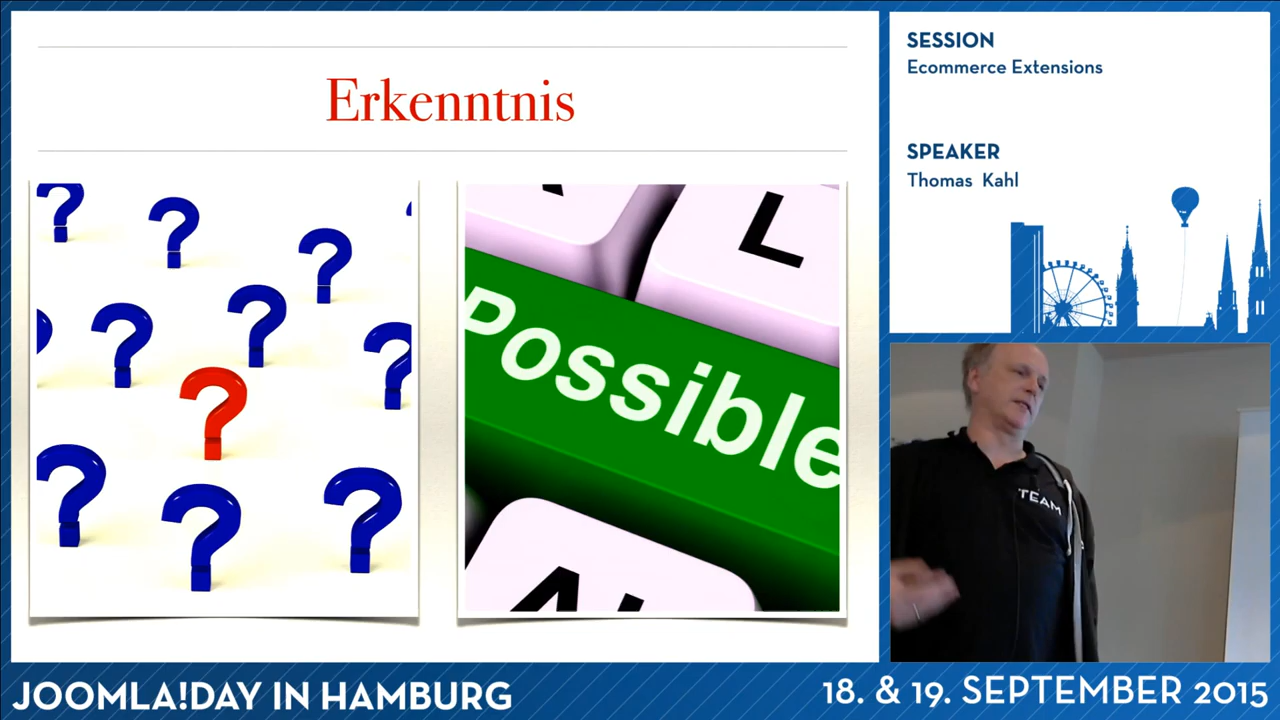 Erkenntnis
L
Possible
SESSION
Ecommerce Extensions
SPEAKER
Thomas Kahl
TEAM
JOOMLA!DAY IN HAMBURG
18. & 19. SEPTEMBER 2015